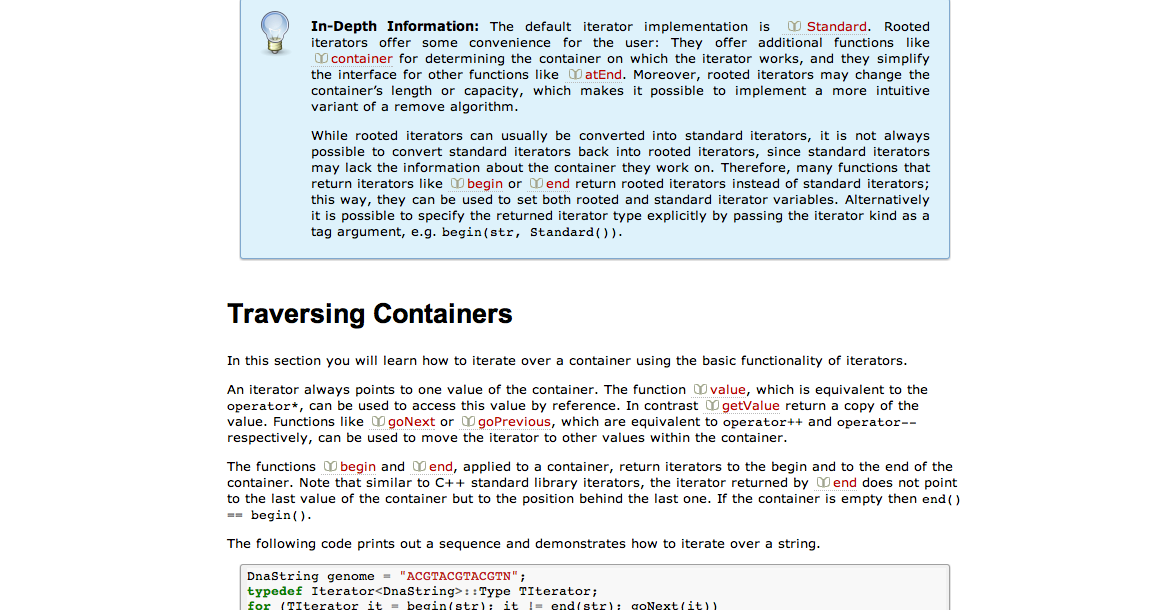 In-Depth Information: The default iterator implementation is Standard. Rooted
iterators offer some convenience for the user: They offer additional functions like
container for determining the container on which the iterator works, and they simplify
the interface for other functions like atEnd. Moreover, rooted iterators may change the
container's length or capacity, which makes it possible to implement a more intuitive
variant of a remove algorithm.
While rooted iterators can usually be converted into standard iterators, it is not always
possible to convert standard iterators back into rooted iterators, since standard iterators
may lack the information about the container they work on. Therefore, many functions that
return iterators like begin or end return rooted iterators instead of standard iterators;
this way, they can be used to set both rooted and standard iterator variables. Alternatively
it is possible to specify the returned iterator type explicitly by passing the iterator kind as a
tag argument, e.g. begin(str, Standard()).
Traversing Containers
In this section you will learn how to iterate over a container using the basic functionality of iterators.
An iterator always points to one value of the container. The function value, which is equivalent to the
operator*, can be used to access this value by reference. In contrast getValue return a copy of the
value. Functions like goNext or goPrevious, which are equivalent to operator++ and operator--
respectively, can be used to move the iterator to other values within the container.
The functions begin and end, applied to a container, return iterators to the begin and to the end of the
container. Note that similar to C++ standard library iterators, the iterator returned by end does not point
to the last value of the container but to the position behind the last one. If the container is empty then end()
== begin().
The following code prints out a sequence and demonstrates how to iterate over a string.
DnaString genome = "ACGTACGTACGTN";
typedef Iterator<DnaString>::Type TIterator;
for (TIterator it = begin(str); it != end(str); goNext(it))